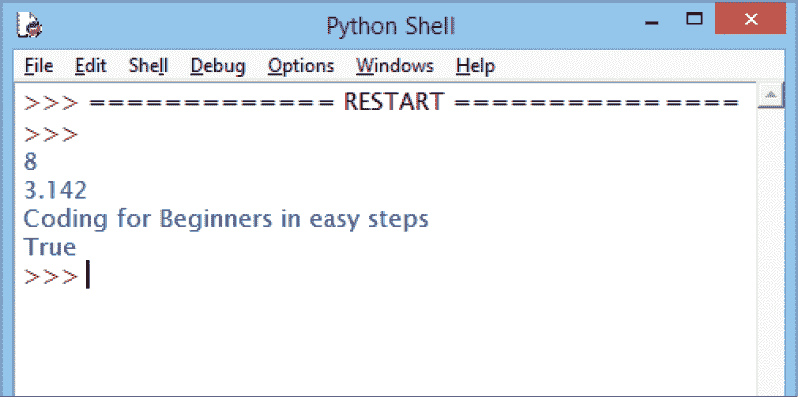 Python Shell
File Edit Shell Debug Options Windows Help
>>> ============= RESTART ===============
>>>
8
3.142
Coding for Beginners in easy steps
True
>>>